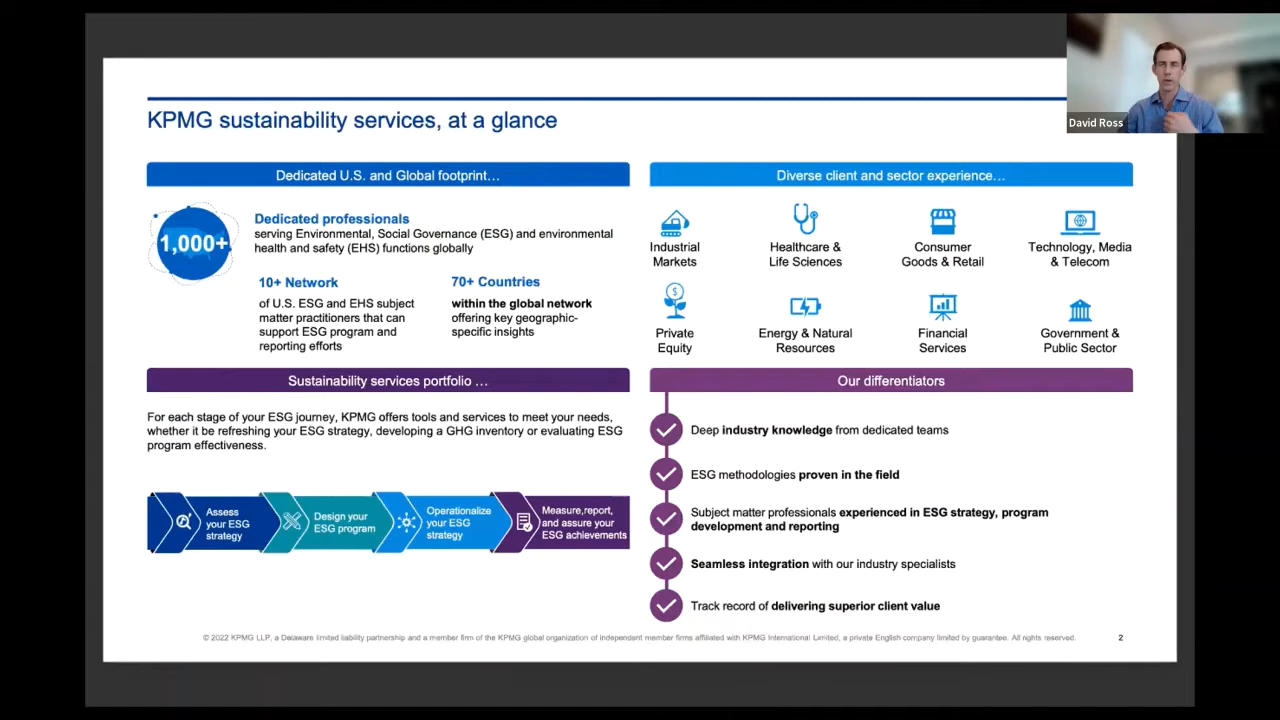 David Ross
KPMG sustainability services, at a glance
Dedicated U.S. and Global footprint…
1,000+
Dedicated professionals
serving Environmental, Social Governance (ESG) and environmental
health and safety (EHS) functions globally
10+ Network
of U.S. ESG and EHS subject
matter practitioners that can
support ESG program and
reporting efforts
70+ Countries
within the global network
offering key geographic-
specific insights
Diverse client and sector experience…
Industrial
Markets
Healthcare &
Life Sciences
Consumer
Goods & Retail
Technology, Media
& Telecom
Private
Equity
Energy & Natural
Resources
Financial
Services
Government &
Public Sector
Sustainability services portfolio …
For each stage of your ESG journey, KPMG offers tools and services to meet your needs,
whether it be refreshing your ESG strategy, developing a GHG inventory or evaluating ESG
program effectiveness.
Assess
your ESG
strategy
Design your
ESG program
Operationalize
your ESG
strategy
Measure,report,
and assure your
ESG achievements
Our differentiators
Deep industry knowledge from dedicated teams
ESG methodologies proven in the field
Subject matter professionals experienced in ESG strategy, program
development and reporting
Seamless integration with our industry specialists
Track record of delivering superior client value
© 2022 KPMG LLP, a Delaware limited liability partnership and a member firm of the KPMG global organization of independent member firms affiliated with KPMG International Limited, a private English company limited by guarantee. All rights reserved.
2